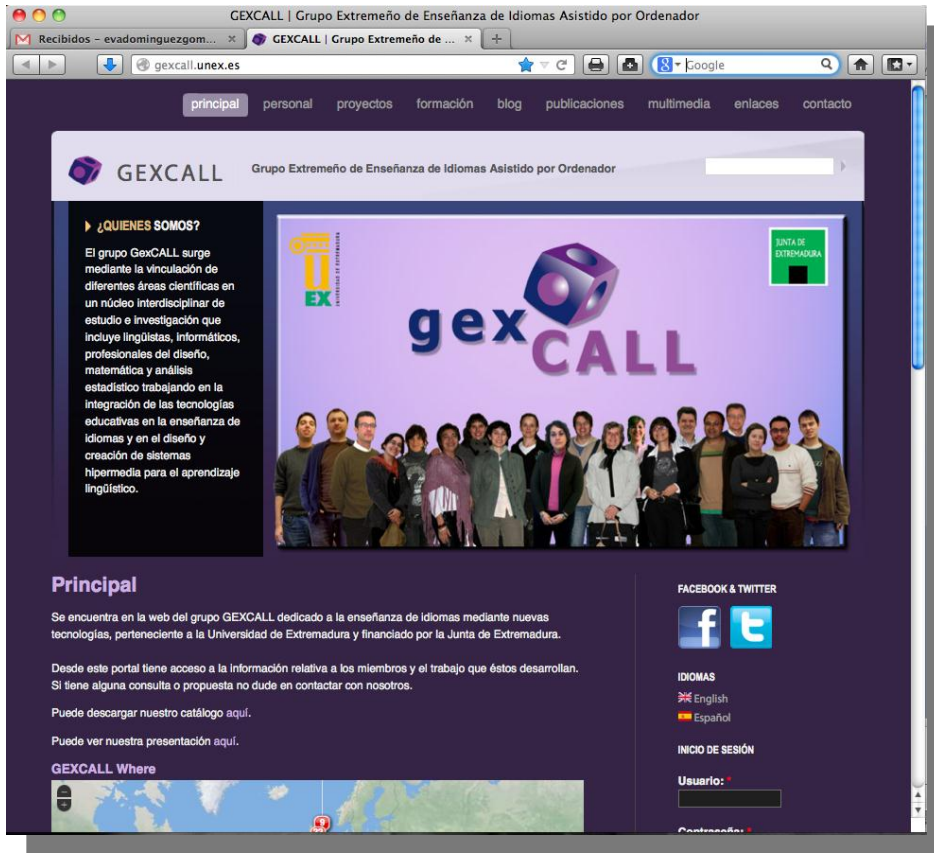 GEXCALL | Grupo Extremeño de Enseñanza de Idiomas Asistido por Ordenador
Recibidos – evadominguezgom... ×
GEXCALL | Grupo Extremeño de ... ×
gexcall.unex.es
Google
principal personal proyectos formación blog publicaciones multimedia enlaces contacto
GEXCALL
Grupo Extremeño de Enseñanza de Idiomas Asistido por Ordenador
¿QUIENES SOMOS?
El grupo GexCALL surge
mediante la vinculación de
diferentes áreas científicas en
un núcleo interdisciplinar de
estudio e investigación que
incluye lingüistas, informáticos,
profesionales del diseño,
matemática y análisis
estadístico trabajando en la
integración de las tecnologías
educativas en la enseñanza de
idiomas y en el diseño y
creación de sistemas
hipermedia para el aprendizaje
lingüístico.
UEX
UNIVERSIDAD DE EXTREMADURA
JUNTA DE
EXTREMADURA
gex
CALL
Principal
Se encuentra en la web del grupo GEXCALL dedicado a la enseñanza de idiomas mediante nuevas
tecnologías, perteneciente a la Universidad de Extremadura y financiado por la Junta de Extremadura.
Desde este portal tiene acceso a la información relativa a los miembros y el trabajo que éstos desarrollan.
Si tiene alguna consulta o propuesta no dude en contactar con nosotros.
Puede descargar nuestro catálogo aquí.
Puede ver nuestra presentación aquí.
GEXCALL Where
FACEBOOK & TWITTER
IDIOMAS
English
Español
INICIO DE SESIÓN
Usuario: *
Contraseña: *